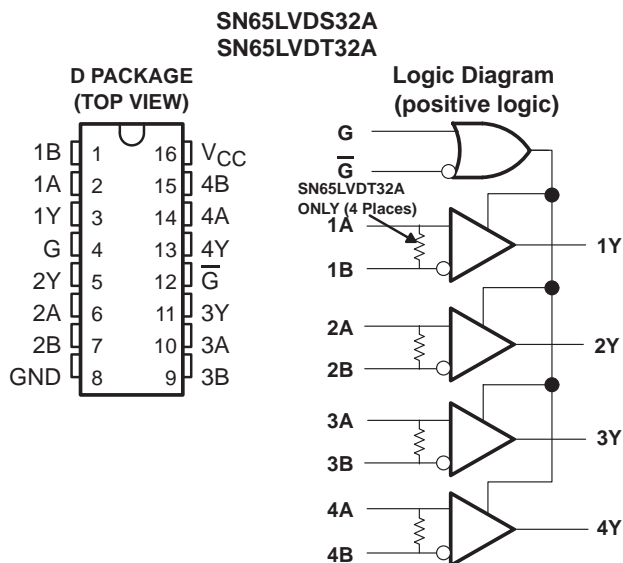 SN65LVDS32A
SN65LVDT32A
D PACKAGE
(TOP VIEW)
1B 1 16 VCC
1A 2 15 4B
1Y 3 14 4A
G 4 13 4Y
2Y 5 12 G̅
2A 6 11 3Y
2B 7 10 3A
GND 8 9 3B
Logic Diagram
(positive logic)
G
G̅
SN65LVDT32A
ONLY (4 Places)
1A
1Y
1B
2A
2Y
2B
3A
3Y
3B
4A
4Y
4B